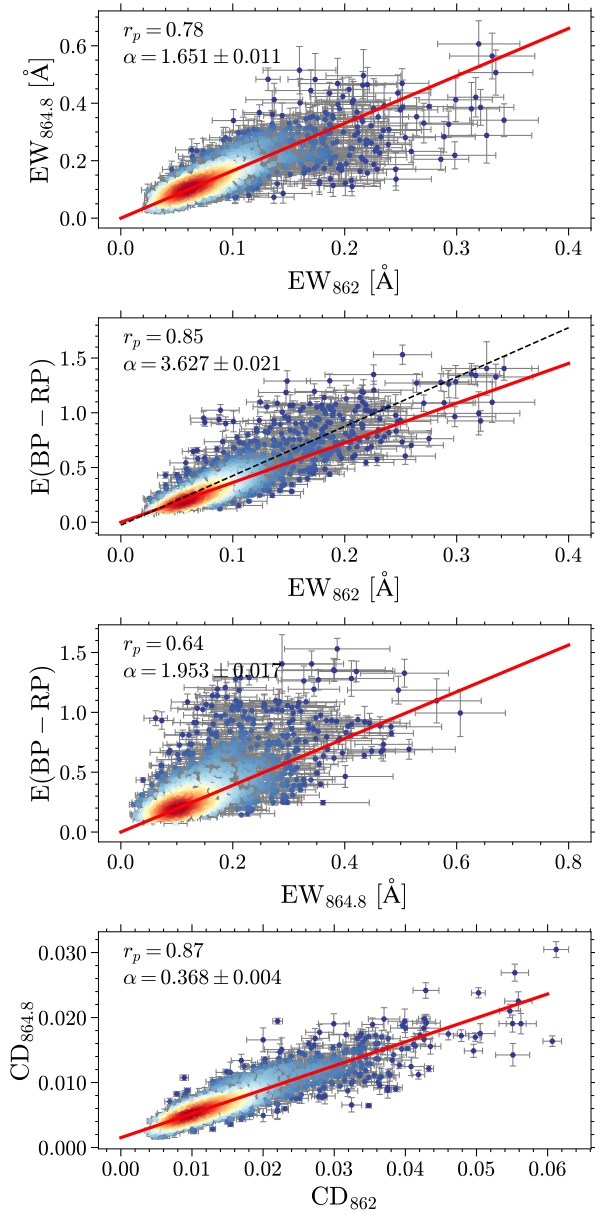 r_p = 0.78
α = 1.651 ± 0.011
0.6
0.4
0.2
0.0
EW_864.8 [Å]
0.0 0.1 0.2 0.3 0.4
EW_862 [Å]
r_p = 0.85
α = 3.627 ± 0.021
1.5
1.0
0.5
0.0
E(BP − RP)
0.0 0.1 0.2 0.3 0.4
EW_862 [Å]
r_p = 0.64
α = 1.953 ± 0.017
1.5
1.0
0.5
0.0
E(BP − RP)
0.0 0.2 0.4 0.6 0.8
EW_864.8 [Å]
r_p = 0.87
α = 0.368 ± 0.004
0.030
0.020
0.010
0.000
CD_864.8
0.00 0.01 0.02 0.03 0.04 0.05 0.06
CD_862